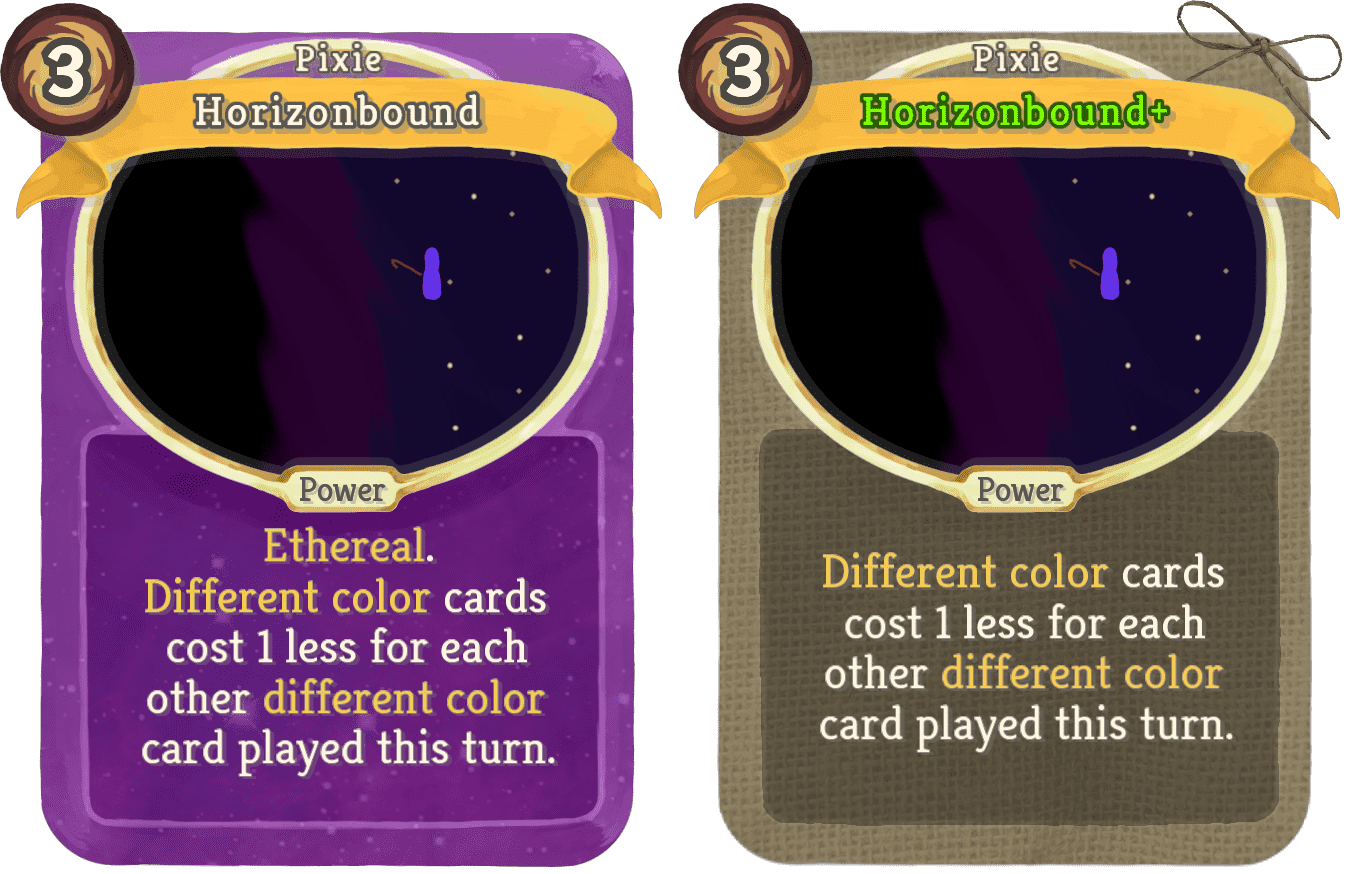 3
Pixie
Horizonbound
Power
Ethereal.
Different color cards
cost 1 less for each
other different color
card played this turn.
3
Pixie
Horizonbound+
Power
Different color cards
cost 1 less for each
other different color
card played this turn.